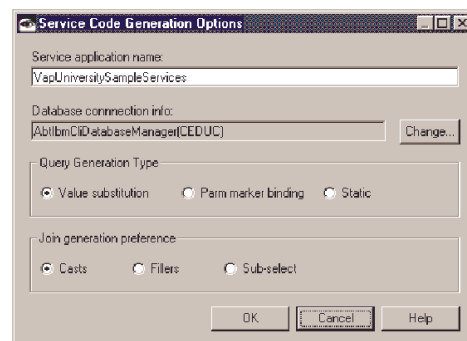 Service Code Generation Options
Service application name:
VapUniversitySampleServices
Database connnection info:
AbtIbmCliDatabaseManager(CEDUC)
Change...
Query Generation Type
Value substitution Parm marker binding Static
Join generation preference
Casts Fillers Sub-select
OK Cancel Help